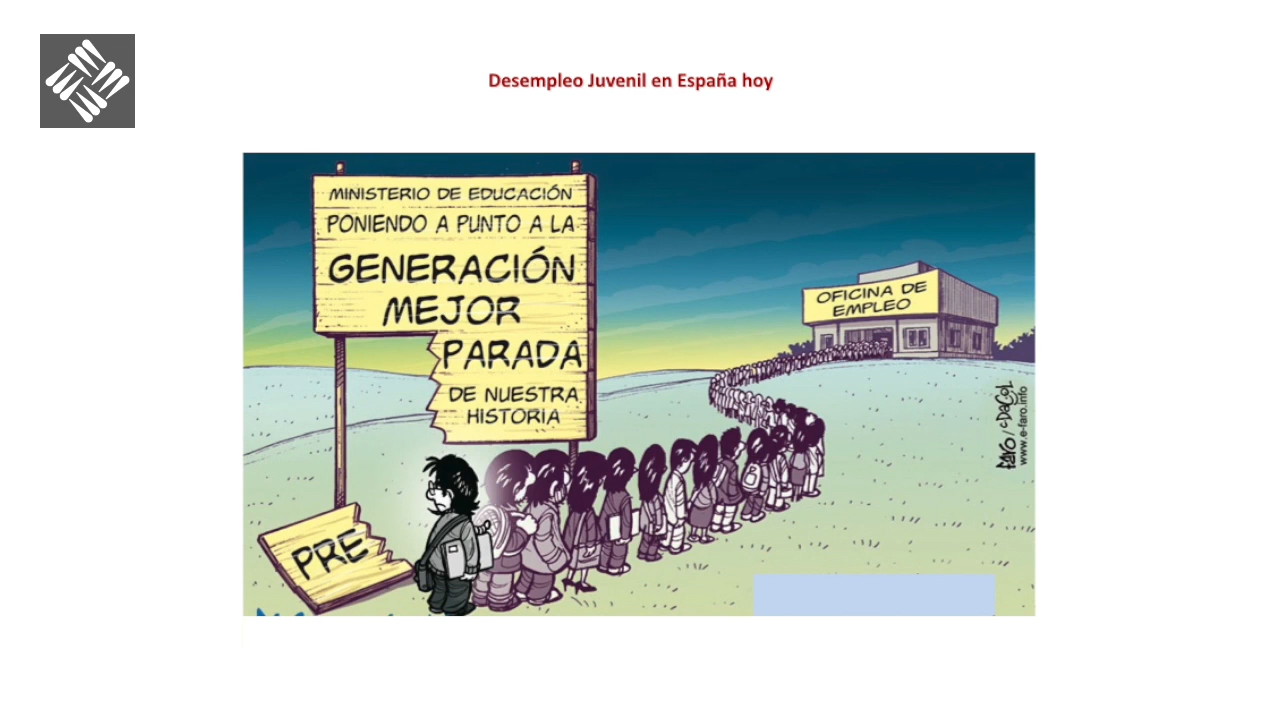 Desempleo Juvenil en España hoy
MINISTERIO DE EDUCACIÓN
PONIENDO A PUNTO A LA
GENERACIÓN
MEJOR
PARADA
DE NUESTRA
HISTORIA
PRE
OFICINA DE
EMPLEO
FARO / CDAGOL
www.e-faro.info